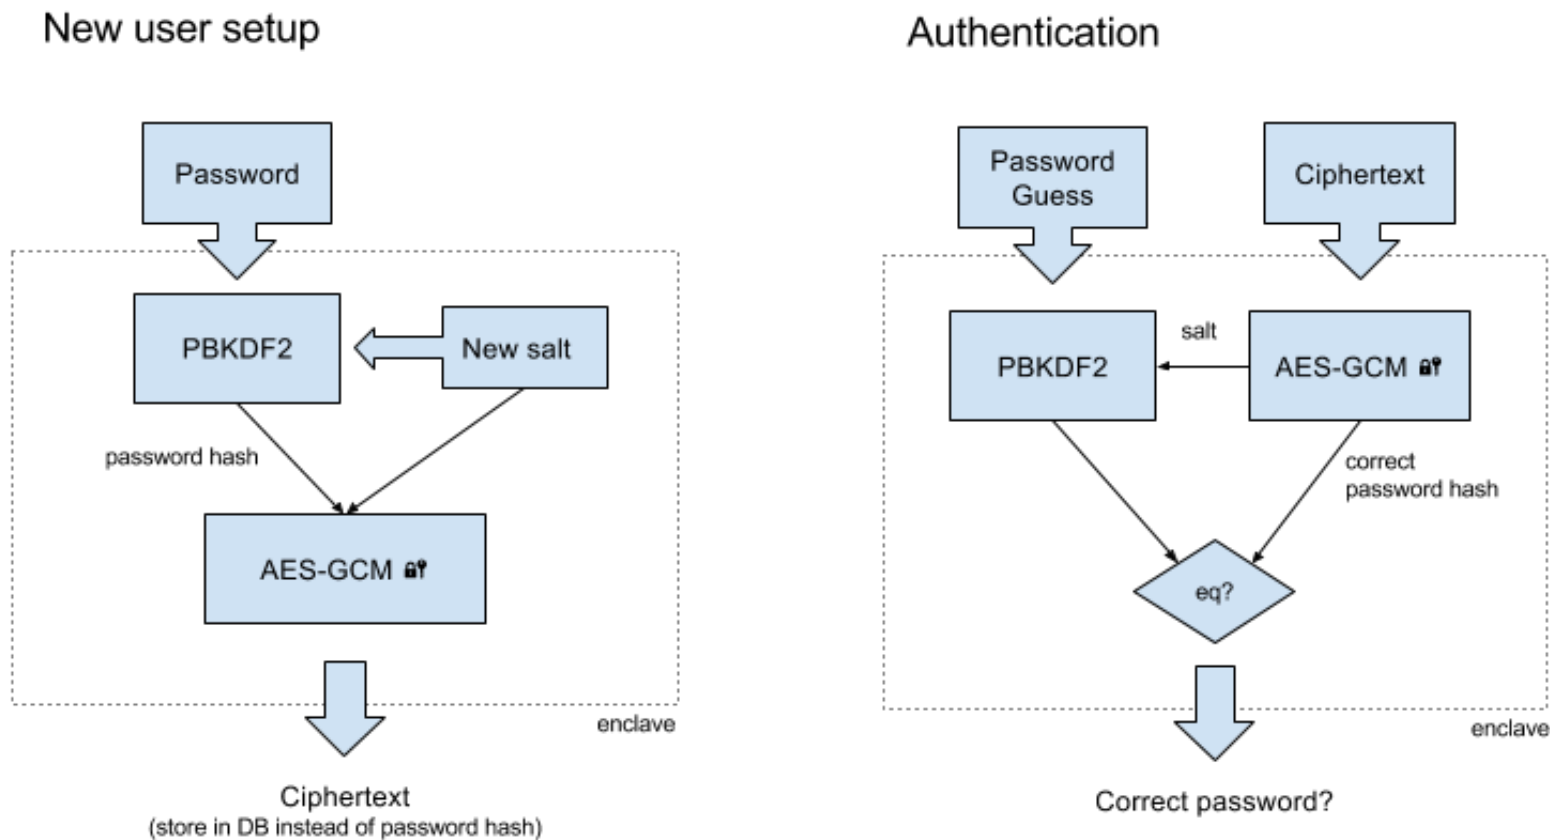 New user setup
Password
PBKDF2
New salt
password hash
AES-GCM
enclave
Ciphertext
(store in DB instead of password hash)
Authentication
Password
Guess
Ciphertext
PBKDF2
salt
AES-GCM
correct
password hash
eq?
enclave
Correct password?